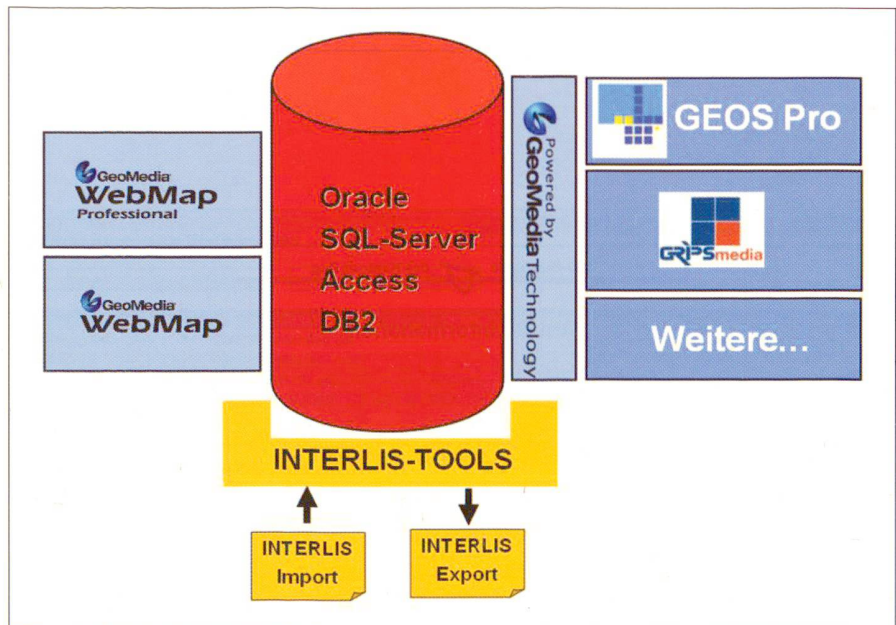 GeoMedia
WebMap
Professional
GeoMedia
WebMap
Oracle
SQL-Server
Access
DB2
Powered by
GeoMedia Technology
GEOS Pro
GRIPSmedia
Weitere...
INTERLIS-TOOLS
INTERLIS
Import
INTERLIS
Export